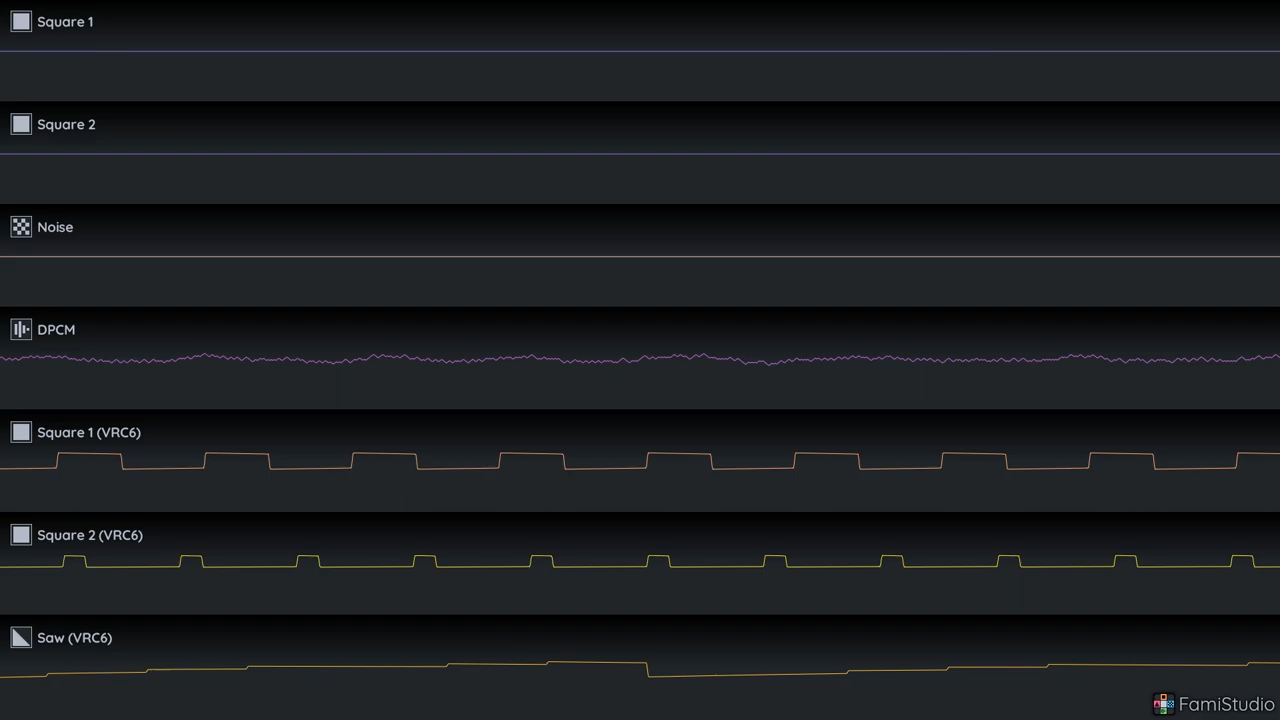 Square 1
Square 2
Noise
DPCM
Square 1 (VRC6)
Square 2 (VRC6)
Saw (VRC6)
FamiStudio